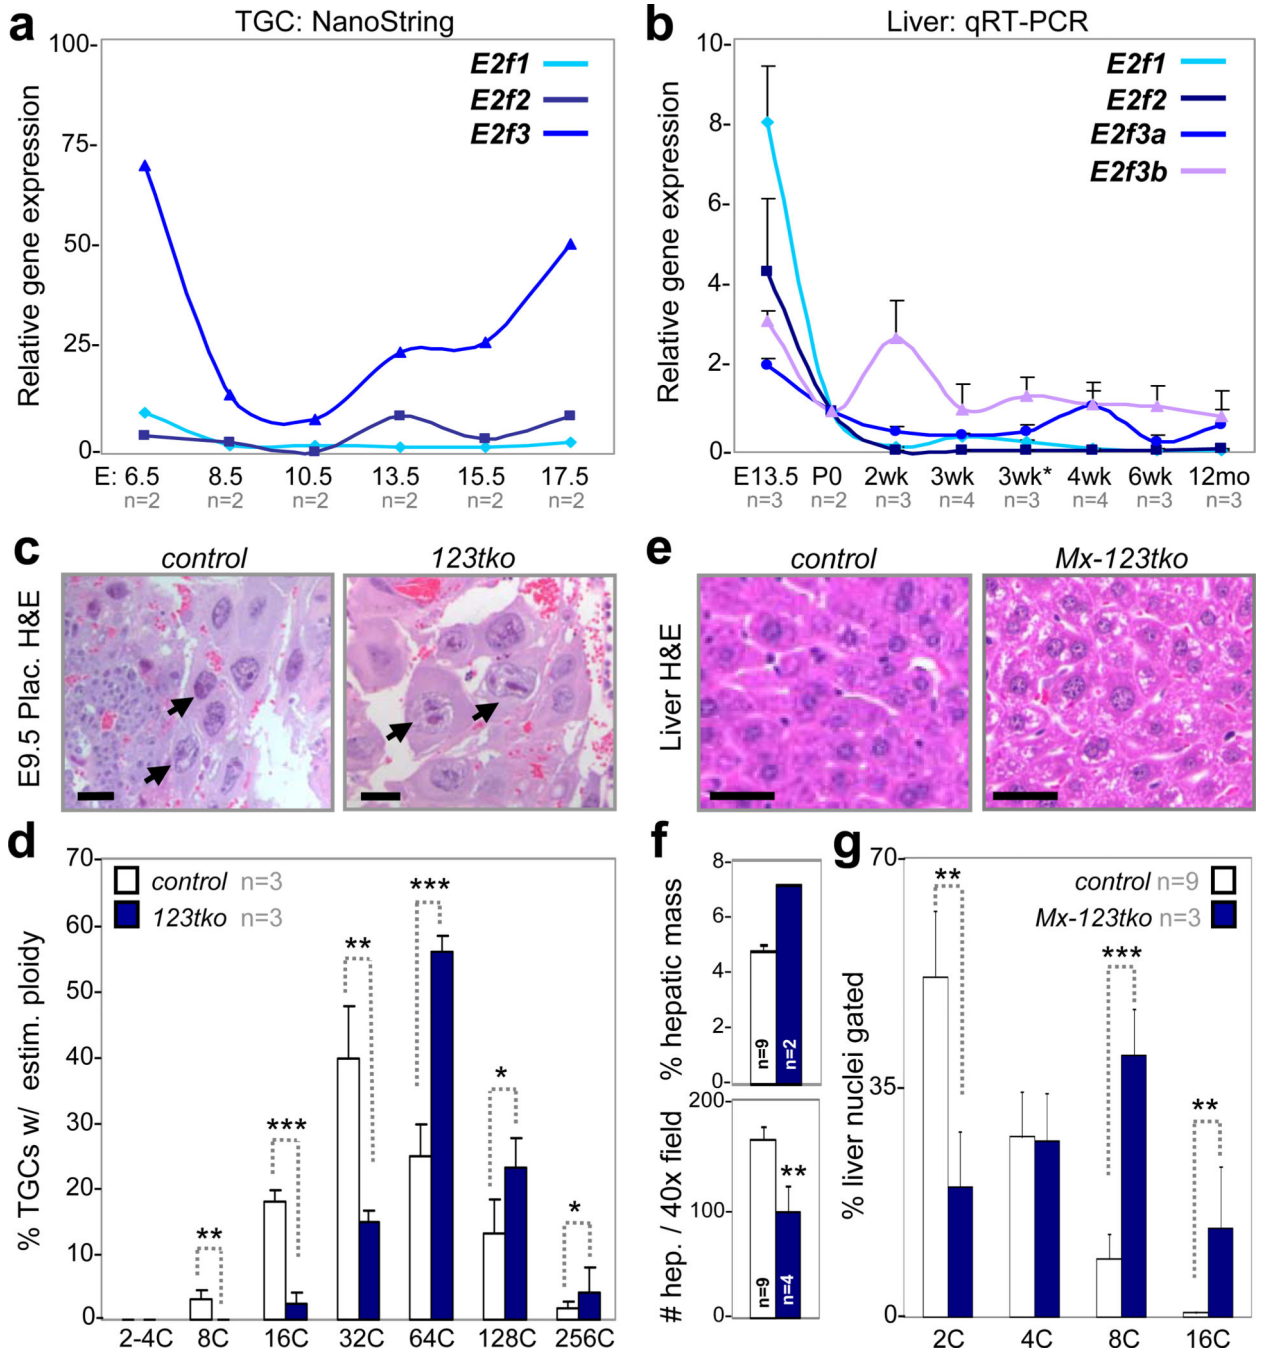 a TGC: NanoString
Relative gene expression
100-
75-
50-
25-
0-
E2f1
E2f2
E2f3
E: 6.5 8.5 10.5 13.5 15.5 17.5
n=2 n=2 n=2 n=2 n=2 n=2
b Liver: qRT-PCR
Relative gene expression
10-
8-
6-
4-
2-
0-
E2f1
E2f2
E2f3a
E2f3b
E13.5 P0 2wk 3wk 3wk* 4wk 6wk 12mo
n=3 n=2 n=3 n=4 n=3 n=4 n=3 n=3
c control 123tko
E9.5 Plac. H&E
e control Mx-123tko
Liver H&E
d
% TGCs w/ estim. ploidy
70-
60-
50-
40-
30-
20-
10-
0-
control n=3
123tko n=3
** *** ** *** * *
2-4C 8C 16C 32C 64C 128C 256C
f
% hepatic mass
8-
6-
4-
2-
0-
n=9 n=2
# hep. / 40x field
200-
100-
0-
**
n=9 n=4
g
% liver nuclei gated
70-
35-
0-
control n=9
Mx-123tko n=3
** *** **
2C 4C 8C 16C